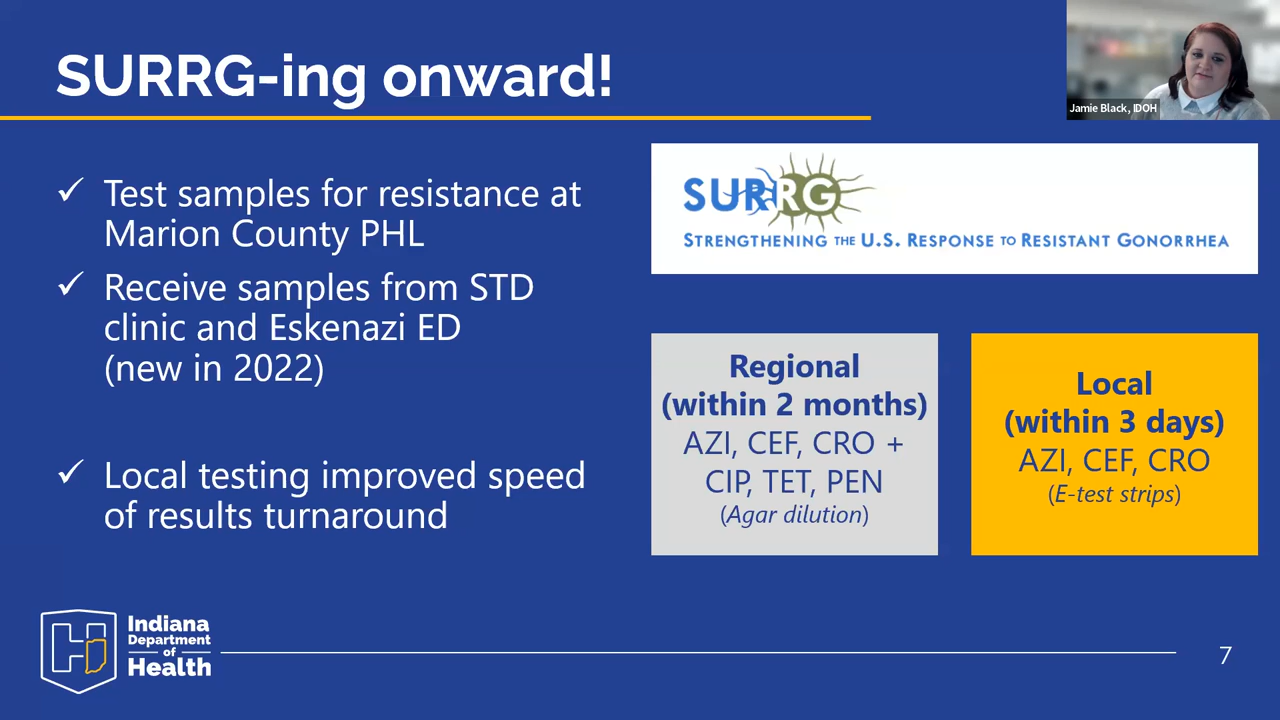 SURRG-ing onward!
Jamie Black, IDOH
✓ Test samples for resistance at
Marion County PHL
✓ Receive samples from STD
clinic and Eskenazi ED
(new in 2022)
✓ Local testing improved speed
of results turnaround
SURRG
STRENGTHENING THE U.S. RESPONSE TO RESISTANT GONORRHEA
Regional
(within 2 months)
AZI, CEF, CRO +
CIP, TET, PEN
(Agar dilution)
Local
(within 3 days)
AZI, CEF, CRO
(E-test strips)
Indiana
Department
of
Health
7